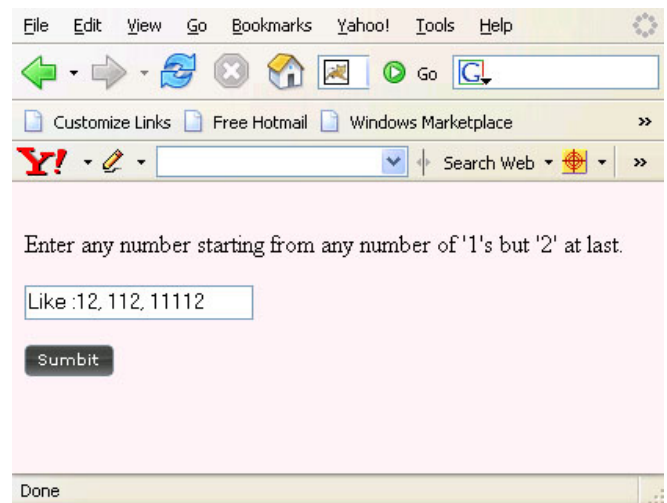 File Edit View Go Bookmarks Yahoo! Tools Help
Go G
Customize Links Free Hotmail Windows Marketplace »
Y! Search Web »
Enter any number starting from any number of '1's but '2' at last.
Like :12, 112, 11112
Sumbit
Done